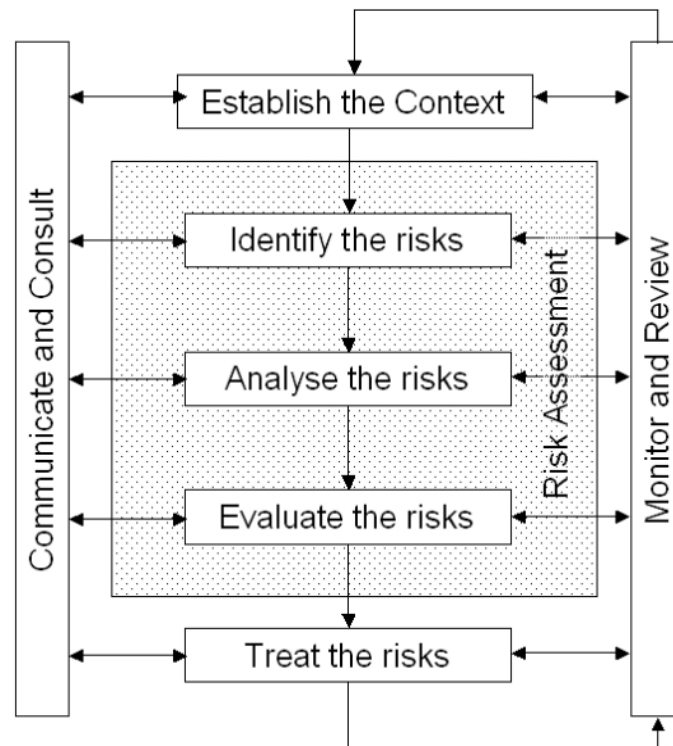 Establish the Context
Identify the risks
Analyse the risks
Evaluate the risks
Treat the risks
Communicate and Consult
Risk Assessment
Monitor and Review